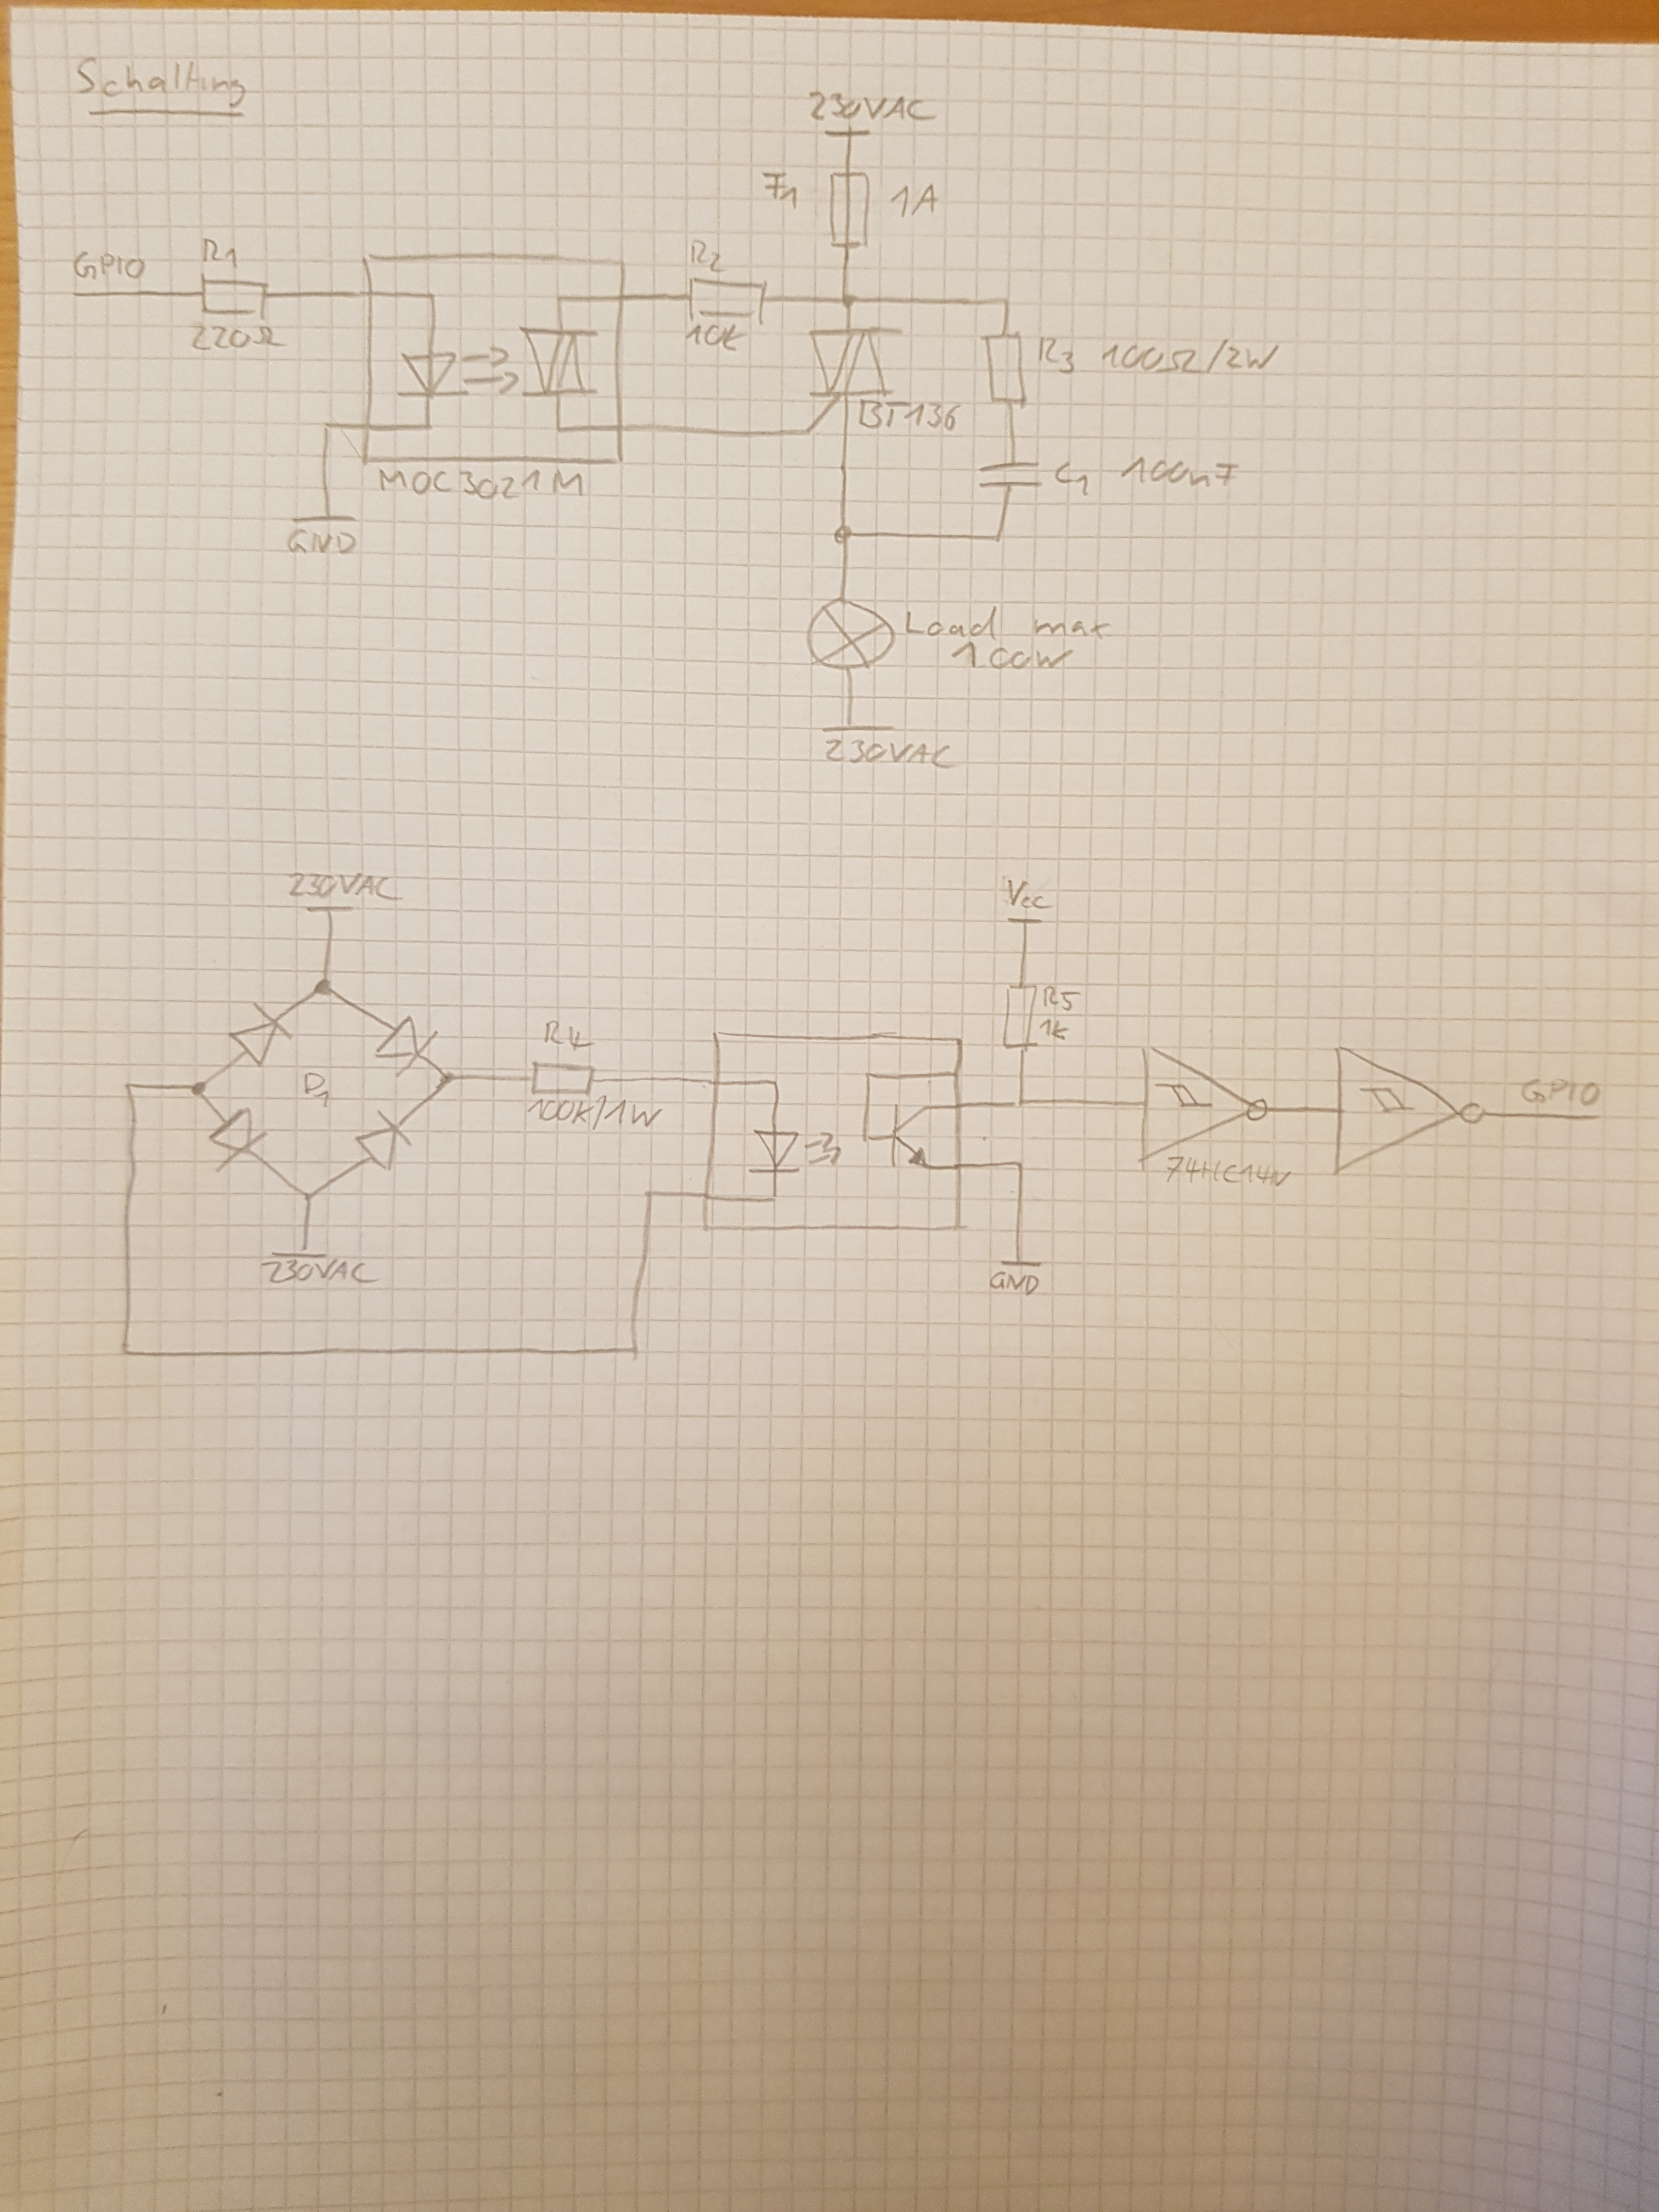 Schaltung
230VAC
F1 1A
GPIO R1 R2
220Ω 10K
R3 100Ω/2W
BT136
MOC3021M C1 100nF
GND
Load max
100W
230VAC
230VAC
Vcc
R5
1K
R4
D1
100K/1W
GPIO
74HC14N
230VAC
GND